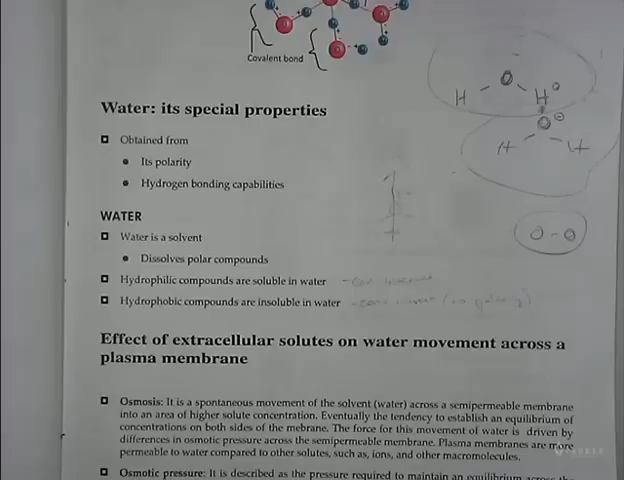 Covalent bond
H O H
O
H H
Water: its special properties
Obtained from
Its polarity
Hydrogen bonding capabilities
WATER
Water is a solvent
O - O
Dissolves polar compounds
Hydrophilic compounds are soluble in water
Hydrophobic compounds are insoluble in water
Effect of extracellular solutes on water movement across a
plasma membrane
Osmosis: It is a spontaneous movement of the solvent (water) across a semipermeable membrane
into an area of higher solute concentration. Eventually the tendency to establish an equilibrium of
concentrations on both sides of the mebrane. The force for this movement of water is driven by
differences in osmotic pressure across the semipermeable membrane. Plasma membranes are more
permeable to water compared to other solutes, such as, ions, and other macromolecules.
Osmotic pressure: It is described as the pressure required to maintain an equilibrium across the